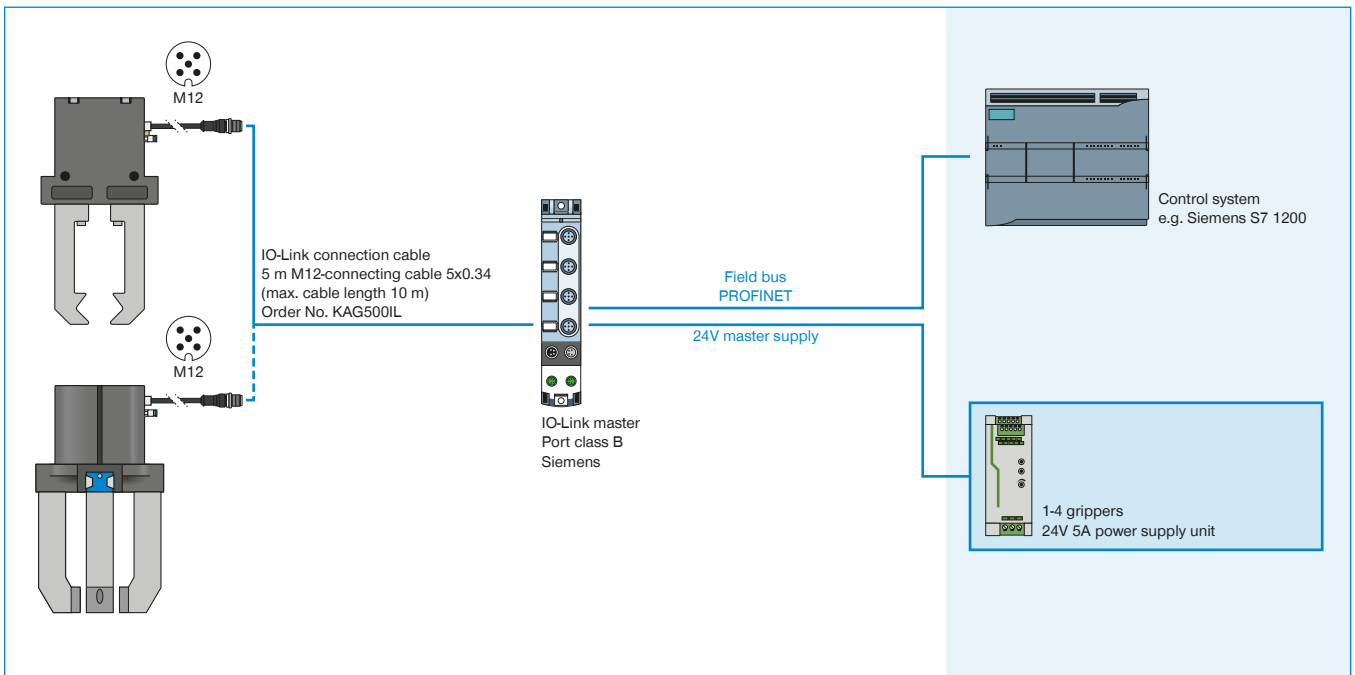 M12
IO-Link connection cable
5 m M12-connecting cable 5x0.34
(max. cable length 10 m)
Order No. KAG500IL
M12
IO-Link master
Port class B
Siemens
Field bus
PROFINET
24V master supply
Control system
e.g. Siemens S7 1200
1-4 grippers
24V 5A power supply unit